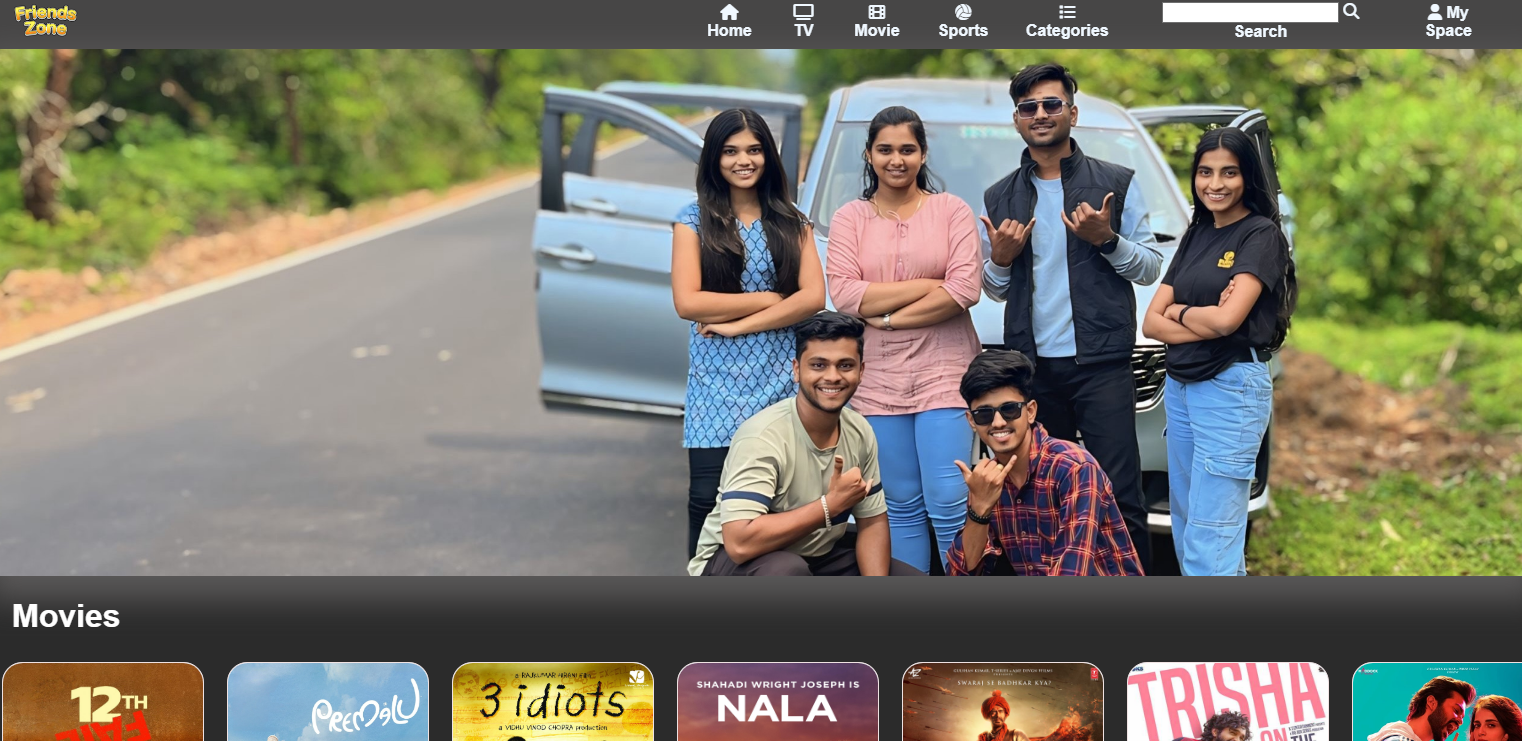 Friends
Zone
Home
TV
Movie
Sports
Categories
Search
My
Space
Movies
12TH
FAIL
PREMALU
A RAJKUMAR HIRANI FILM
3 idiots
a VIDHU VINOD CHOPRA production
SHAHADI WRIGHT JOSEPH IS
NALA
SWARAJ SE BADHKAR KYA?
TRISHA
ON THE